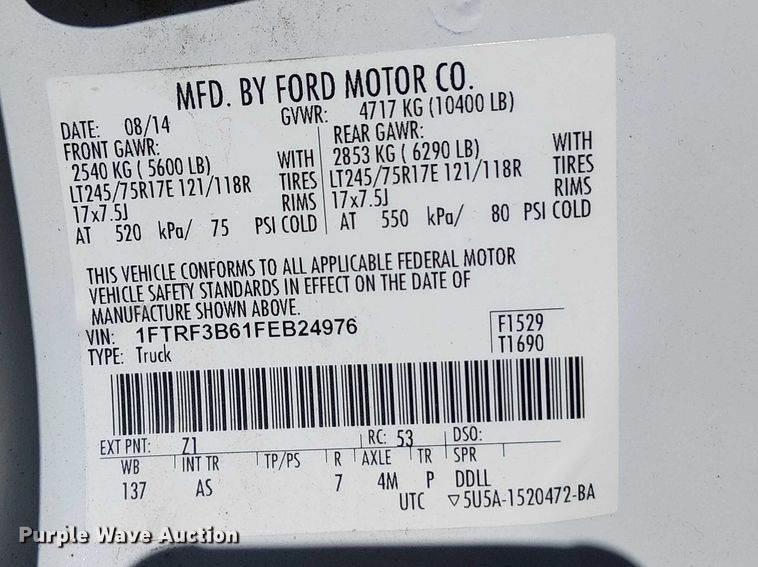 MFD. BY FORD MOTOR CO.
DATE: 08/14 GVWR: 4717 KG (10400 LB)
FRONT GAWR: REAR GAWR:
2540 KG ( 5600 LB) WITH 2853 KG ( 6290 LB) WITH
LT245/75R17E 121/118R TIRES LT245/75R17E 121/118R TIRES
17x7.5J RIMS 17x7.5J RIMS
AT 520 kPa/ 75 PSI COLD AT 550 kPa/ 80 PSI COLD
THIS VEHICLE CONFORMS TO ALL APPLICABLE FEDERAL MOTOR
VEHICLE SAFETY STANDARDS IN EFFECT ON THE DATE OF
MANUFACTURE SHOWN ABOVE.
VIN: 1FTRF3B61FEB24976 F1529
TYPE: Truck T1690
EXT PNT: Z1 RC: 53 DSO:
WB INT TR TP/PS R AXLE TR SPR
137 AS 7 4M P DDLL
UTC ▽5U5A-1520472-BA
Purple Wave Auction